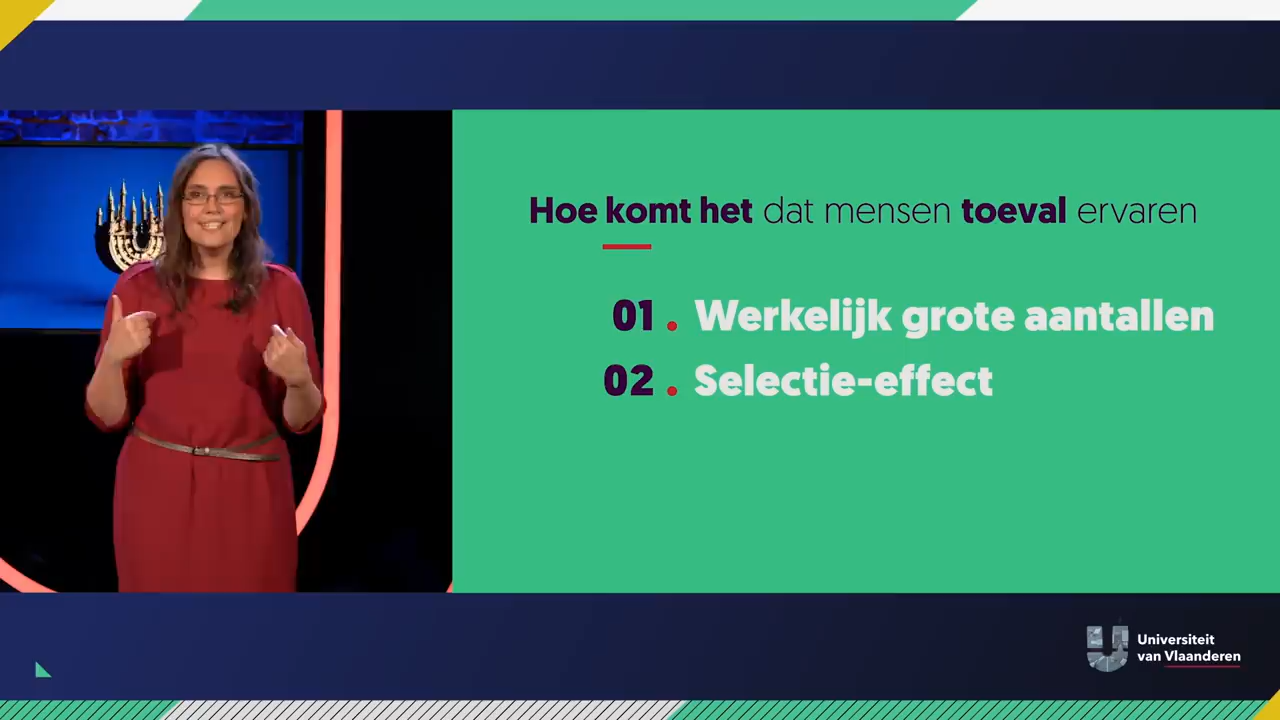 Hoe komt het dat mensen toeval ervaren
01. Werkelijk grote aantallen
02. Selectie-effect
Universiteit
van Vlaanderen